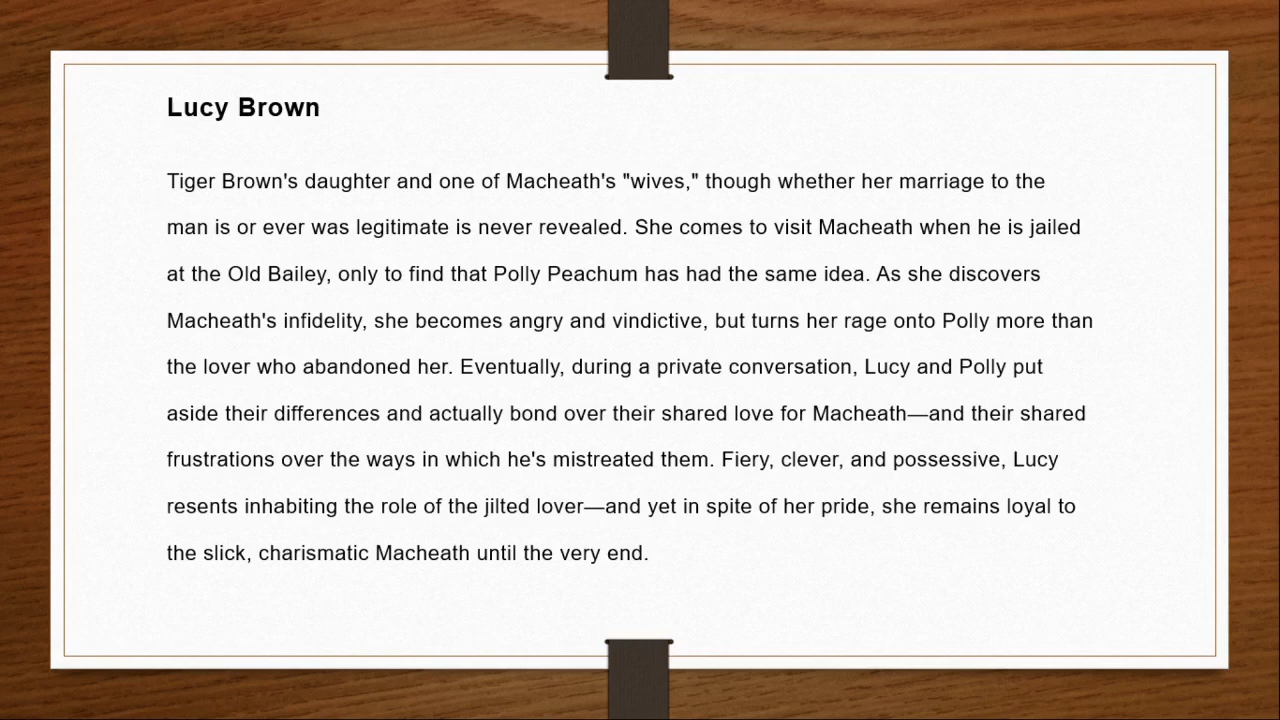 Lucy Brown
Tiger Brown's daughter and one of Macheath's "wives," though whether her marriage to the
man is or ever was legitimate is never revealed. She comes to visit Macheath when he is jailed
at the Old Bailey, only to find that Polly Peachum has had the same idea. As she discovers
Macheath's infidelity, she becomes angry and vindictive, but turns her rage onto Polly more than
the lover who abandoned her. Eventually, during a private conversation, Lucy and Polly put
aside their differences and actually bond over their shared love for Macheath—and their shared
frustrations over the ways in which he's mistreated them. Fiery, clever, and possessive, Lucy
resents inhabiting the role of the jilted lover—and yet in spite of her pride, she remains loyal to
the slick, charismatic Macheath until the very end.